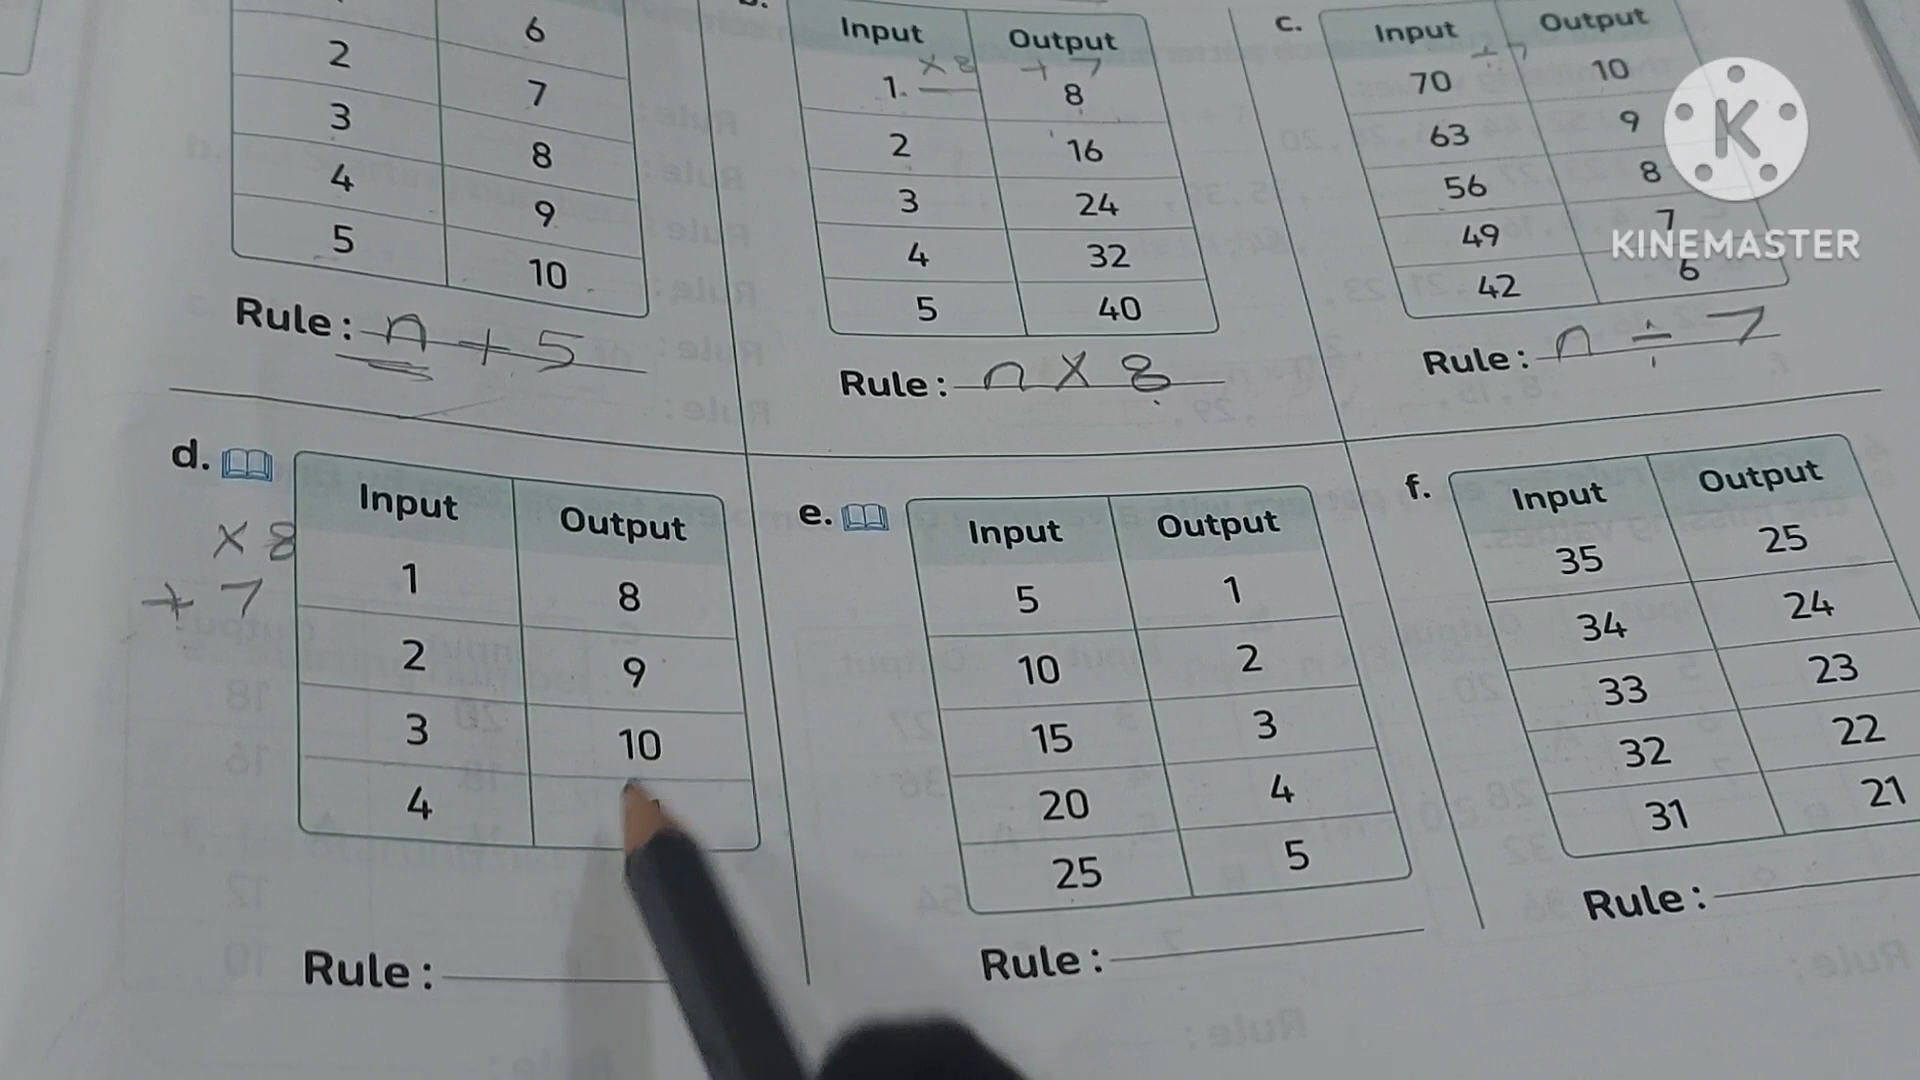 6
2
7
3
8
4
9
5
10
Rule : n + 5
Input Output
× 8 + 7
1 8
2 16
3 24
4 32
5 40
Rule : n × 8
c.
Input Output
÷ 7
70 10
63 9
56 8
49 7
42 6
Rule : n ÷ 7
K
KINEMASTER
d.
× 8
+ 7
Input Output
1 8
2 9
3 10
4
Rule :
e.
Input Output
5 1
10 2
15 3
20 4
25 5
Rule :
f.
Input Output
35 25
34 24
33 23
32 22
31 21
Rule :